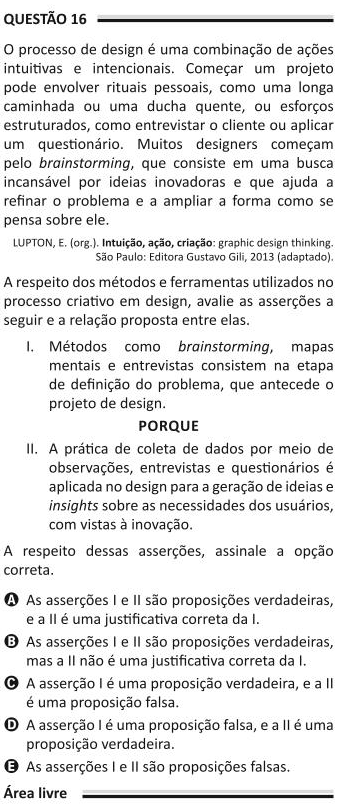 QUESTÃO 16
O processo de design é uma combinação de ações
intuitivas e intencionais. Começar um projeto
pode envolver rituais pessoais, como uma longa
caminhada ou uma ducha quente, ou esforços
estruturados, como entrevistar o cliente ou aplicar
um questionário. Muitos designers começam
pelo brainstorming, que consiste em uma busca
incansável por ideias inovadoras e que ajuda a
refinar o problema e a ampliar a forma como se
pensa sobre ele.
LUPTON, E. (org.). Intuição, ação, criação: graphic design thinking.
São Paulo: Editora Gustavo Gili, 2013 (adaptado).
A respeito dos métodos e ferramentas utilizados no
processo criativo em design, avalie as asserções a
seguir e a relação proposta entre elas.
I. Métodos como brainstorming, mapas
mentais e entrevistas consistem na etapa
de definição do problema, que antecede o
projeto de design.
PORQUE
II. A prática de coleta de dados por meio de
observações, entrevistas e questionários é
aplicada no design para a geração de ideias e
insights sobre as necessidades dos usuários,
com vistas à inovação.
A respeito dessas asserções, assinale a opção
correta.
A As asserções I e II são proposições verdadeiras,
e a II é uma justificativa correta da I.
B As asserções I e II são proposições verdadeiras,
mas a II não é uma justificativa correta da I.
C A asserção I é uma proposição verdadeira, e a II
é uma proposição falsa.
D A asserção I é uma proposição falsa, e a II é uma
proposição verdadeira.
E As asserções I e II são proposições falsas.
Área livre